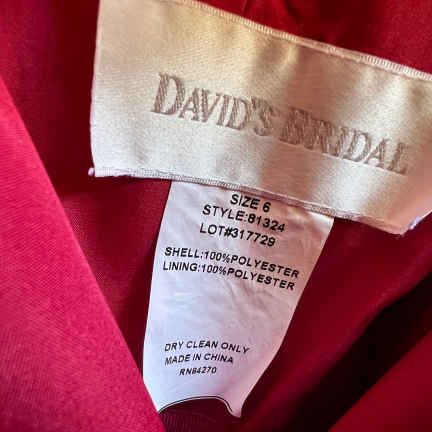 DAVID'S BRIDAL
SIZE 6
STYLE:81324
LOT#317729
SHELL:100%POLYESTER
LINING:100%POLYESTER
DRY CLEAN ONLY
MADE IN CHINA
RN84270